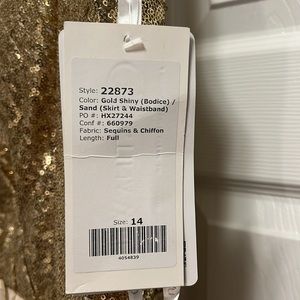 Style: 22873
Color: Gold Shiny (Bodice) /
Sand (Skirt & Waistband)
PO #: HX27244
Conf #: 660979
Fabric: Sequins & Chiffon
Length: Full
Size: 14
4054839